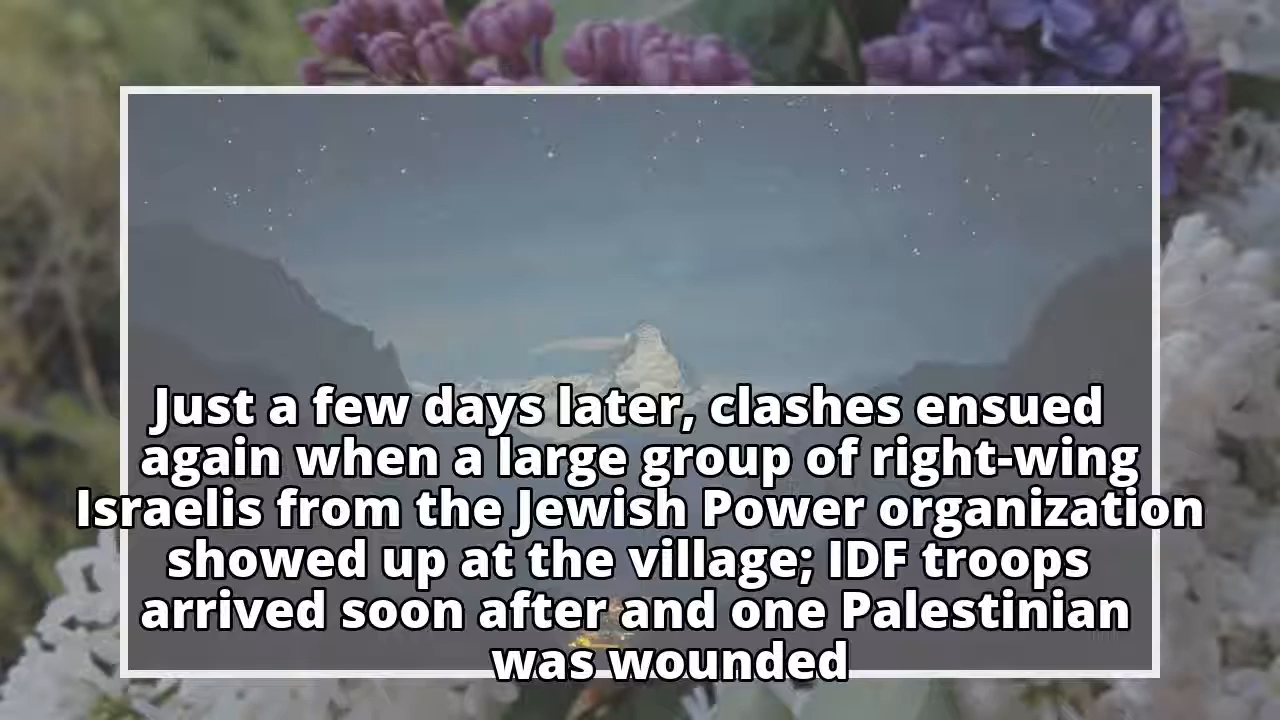 Just a few days later, clashes ensued
again when a large group of right-wing
Israelis from the Jewish Power organization
showed up at the village; IDF troops
arrived soon after and one Palestinian
was wounded